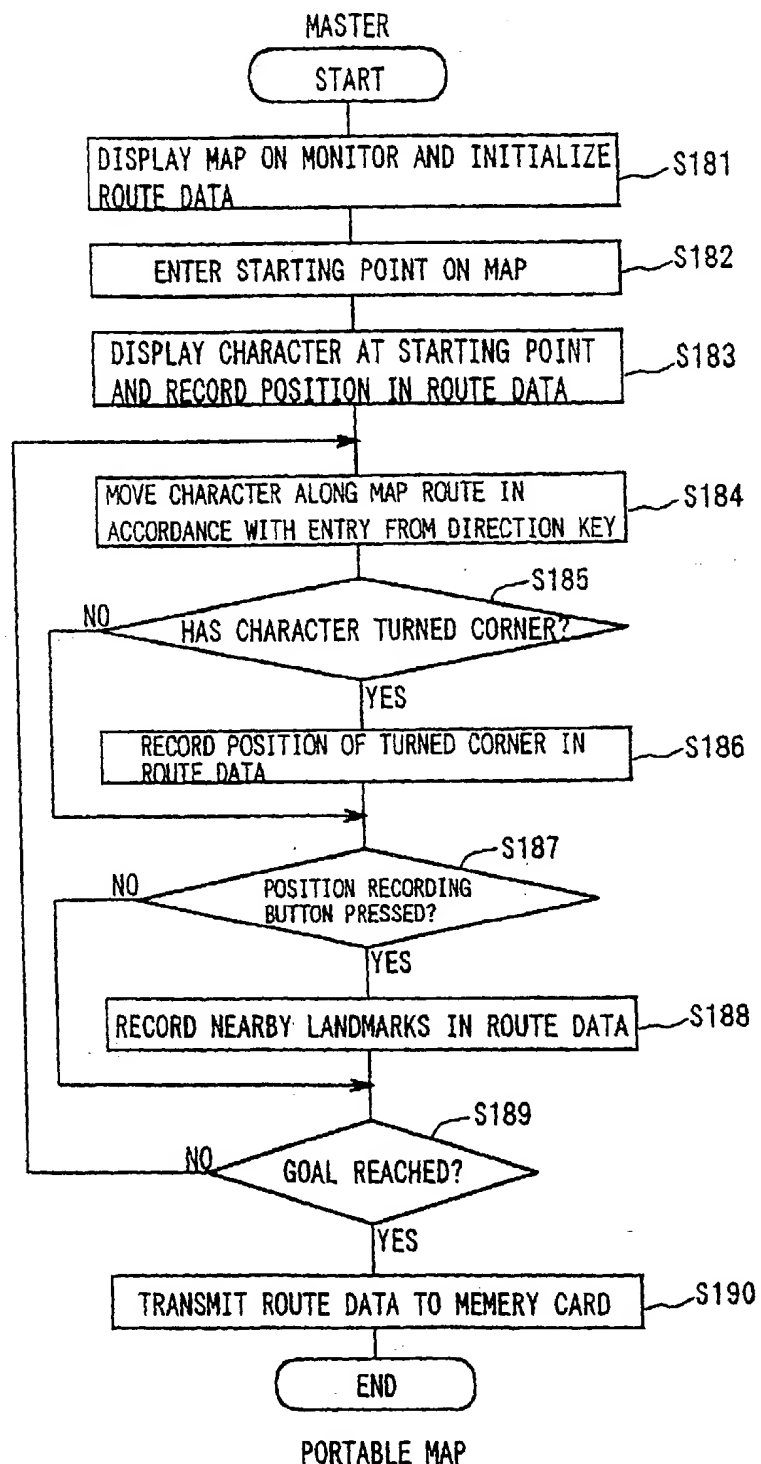 MASTER
START
DISPLAY MAP ON MONITOR AND INITIALIZE
ROUTE DATA
S181
ENTER STARTING POINT ON MAP
S182
DISPLAY CHARACTER AT STARTING POINT
AND RECORD POSITION IN ROUTE DATA
S183
MOVE CHARACTER ALONG MAP ROUTE IN
ACCORDANCE WITH ENTRY FROM DIRECTION KEY
S184
S185
NO
HAS CHARACTER TURNED CORNER?
YES
RECORD POSITION OF TURNED CORNER IN
ROUTE DATA
S186
S187
NO
POSITION RECORDING
BUTTON PRESSED?
YES
RECORD NEARBY LANDMARKS IN ROUTE DATA
S188
S189
NO
GOAL REACHED?
YES
TRANSMIT ROUTE DATA TO MEMERY CARD
S190
END
PORTABLE MAP